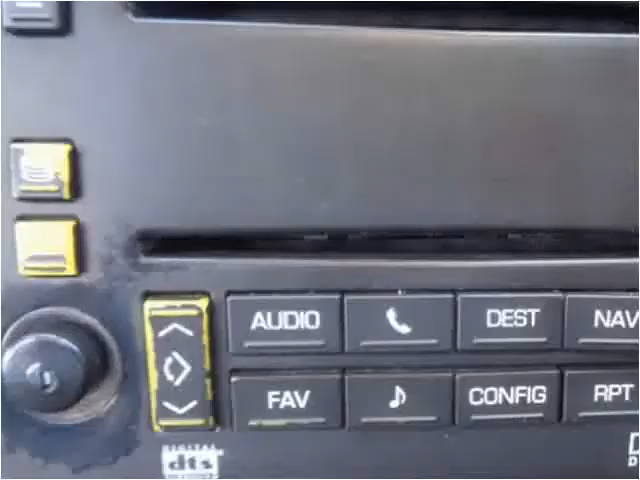 AUDIO DEST NAV
FAV CONFIG RPT
DIGITAL
dts
D
D